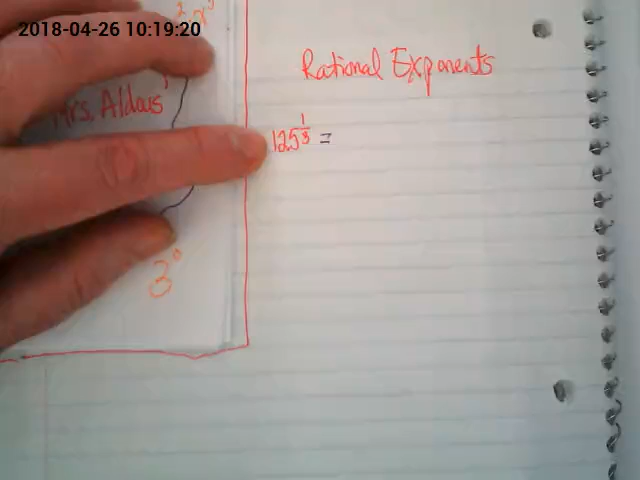 2018-04-26 10:19:20
Rational Exponents
Mrs. Aldous'
125^{1/3} =
3°